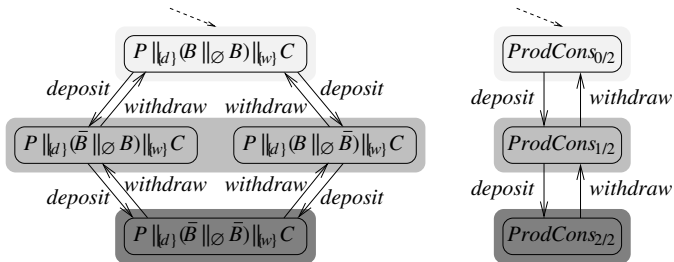 P ∥{d} (B ∥∅ B) ∥{w} C ProdCons0/2
deposit deposit
withdraw withdraw deposit withdraw
P ∥{d} (B̄ ∥∅ B) ∥{w} C P ∥{d} (B ∥∅ B̄) ∥{w} C ProdCons1/2
withdraw withdraw
deposit deposit deposit withdraw
P ∥{d} (B̄ ∥∅ B̄) ∥{w} C ProdCons2/2